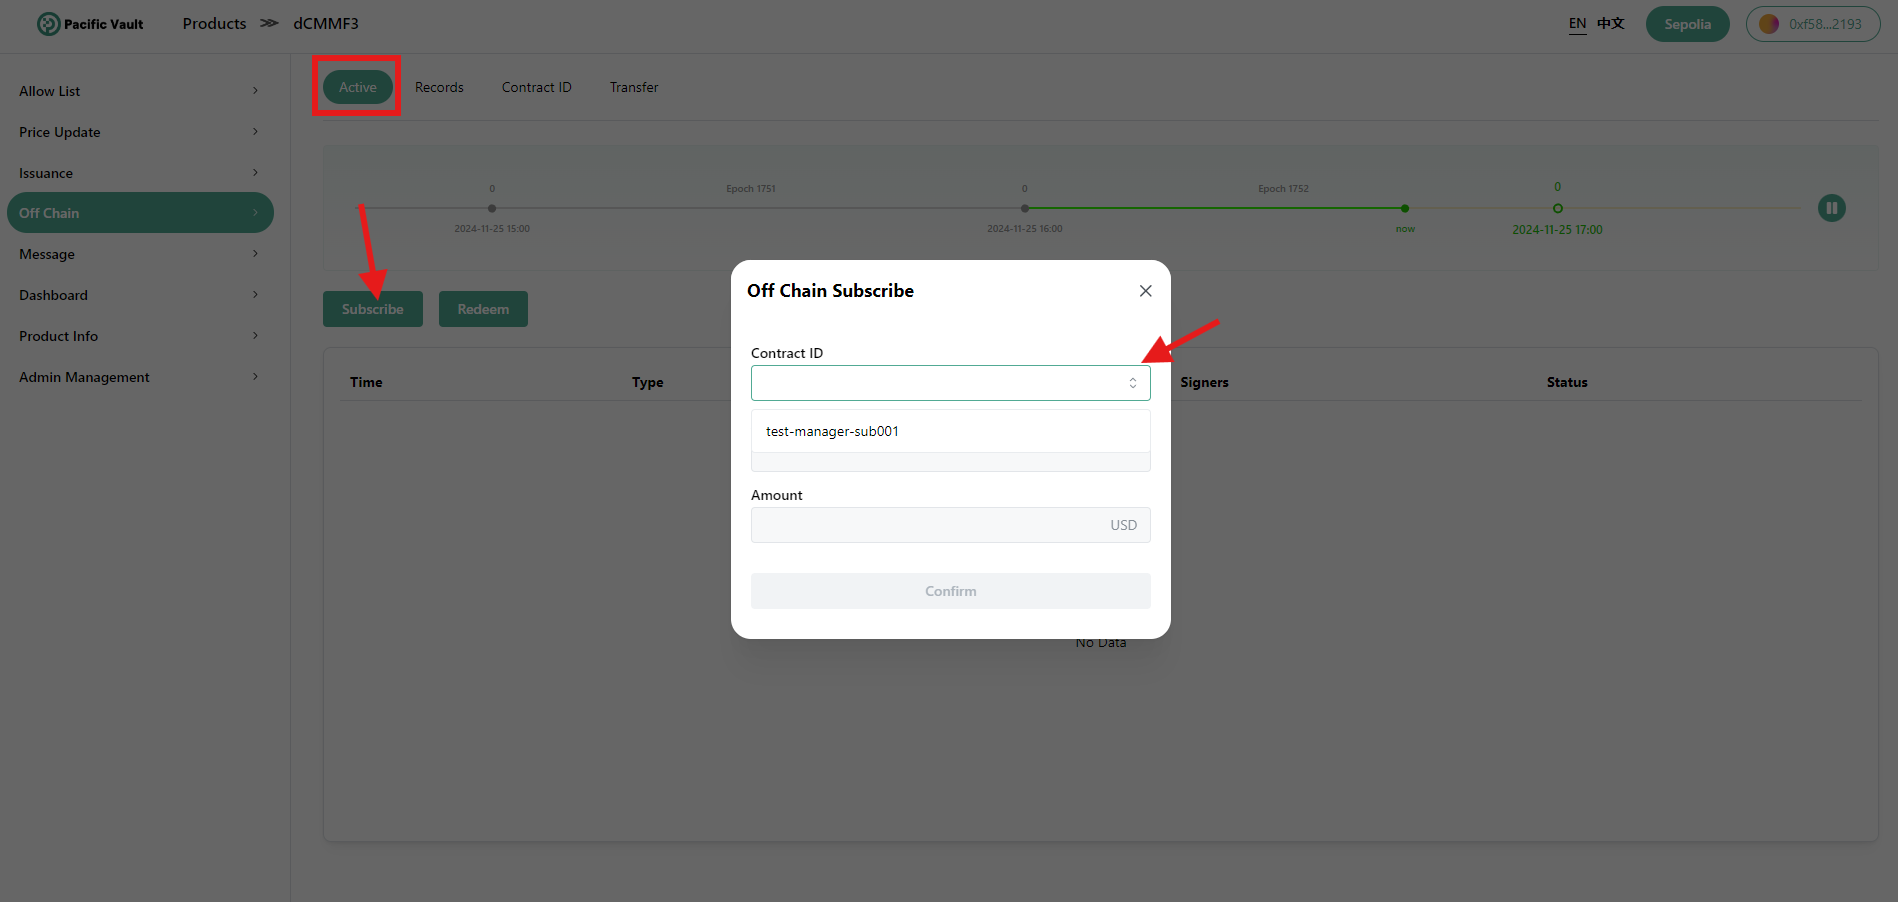 Pacific Vault
Products >> dCMMF3
EN 中文
Sepolia
0xf58...2193
Allow List
Price Update
Issuance
Off Chain
Message
Dashboard
Product Info
Admin Management
Active Records Contract ID Transfer
0 Epoch 1751 0 Epoch 1752 0
2024-11-25 15:00 2024-11-25 16:00 now 2024-11-25 17:00
Subscribe Redeem
Time Type Signers Status
No Data
Off Chain Subscribe
Contract ID
test-manager-sub001
Amount
USD
Confirm